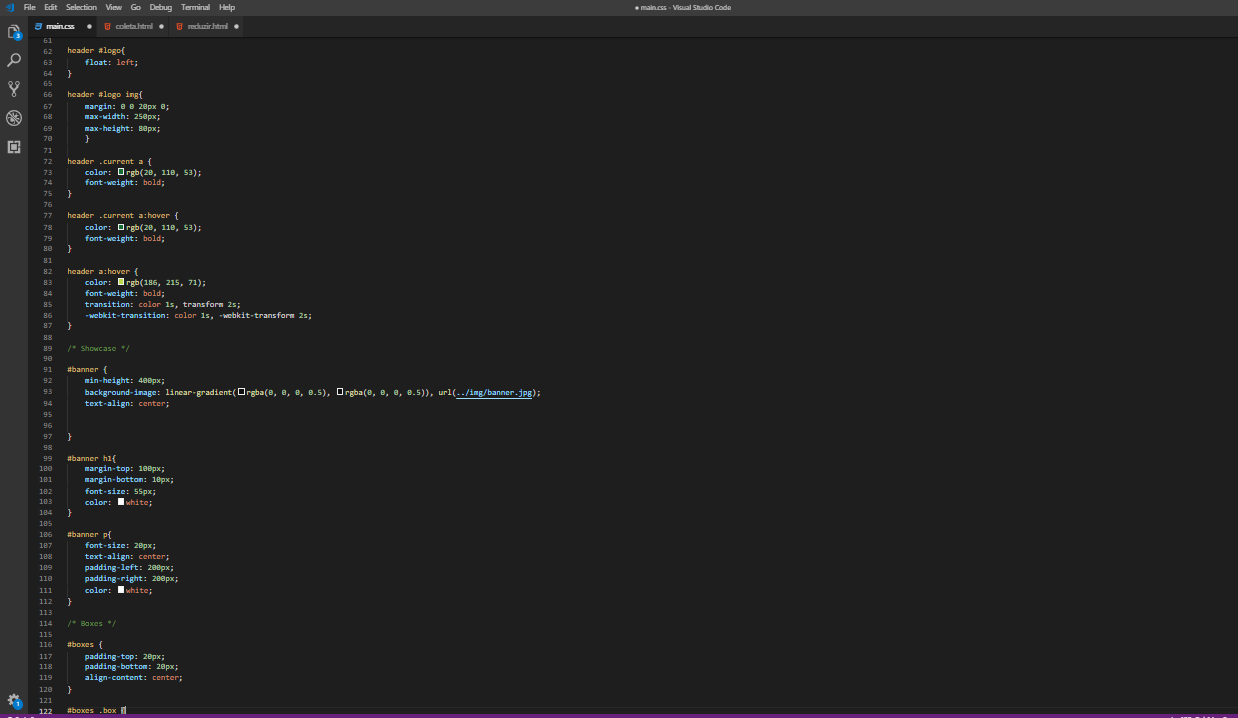 File Edit Selection View Go Debug Terminal Help
● main.css - Visual Studio Code
main.css ● coleta.html ● reduzir.html ●
3
61
62 header #logo{
63 float: left;
64 }
65
66 header #logo img{
67 margin: 0 0 20px 0;
68 max-width: 250px;
69 max-height: 80px;
70 }
71
72 header .current a {
73 color: rgb(20, 110, 53);
74 font-weight: bold;
75 }
76
77 header .current a:hover {
78 color: rgb(20, 110, 53);
79 font-weight: bold;
80 }
81
82 header a:hover {
83 color: rgb(186, 215, 71);
84 font-weight: bold;
85 transition: color 1s, transform 2s;
86 -webkit-transition: color 1s, -webkit-transform 2s;
87 }
88
89 /* Showcase */
90
91 #banner {
92 min-height: 400px;
93 background-image: linear-gradient(rgba(0, 0, 0, 0.5), rgba(0, 0, 0, 0.5)), url(../img/banner.jpg);
94 text-align: center;
95
96
97 }
98
99 #banner h1{
100 margin-top: 100px;
101 margin-bottom: 10px;
102 font-size: 55px;
103 color: white;
104 }
105
106 #banner p{
107 font-size: 20px;
108 text-align: center;
109 padding-left: 200px;
110 padding-right: 200px;
111 color: white;
112 }
113
114 /* Boxes */
115
116 #boxes {
117 padding-top: 20px;
118 padding-bottom: 20px;
119 align-content: center;
120 }
121
122 #boxes .box {
1